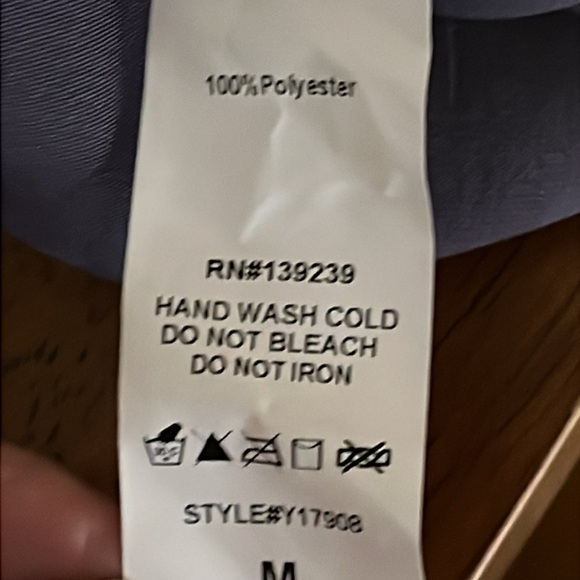 100%Polyester
RN#139239
HAND WASH COLD
DO NOT BLEACH
DO NOT IRON
STYLE#Y17908
M